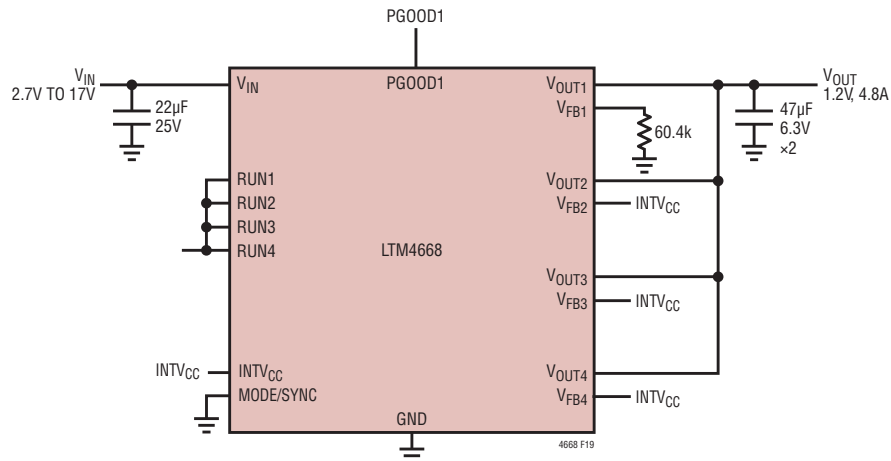 PGOOD1
V_IN
2.7V TO 17V
22µF
25V
V_IN
PGOOD1
V_OUT1
V_FB1
60.4k
V_OUT
1.2V, 4.8A
47µF
6.3V
×2
RUN1
RUN2
RUN3
RUN4
LTM4668
V_OUT2
V_FB2
INTV_CC
V_OUT3
V_FB3
INTV_CC
INTV_CC
INTV_CC
MODE/SYNC
V_OUT4
V_FB4
INTV_CC
GND
4668 F19